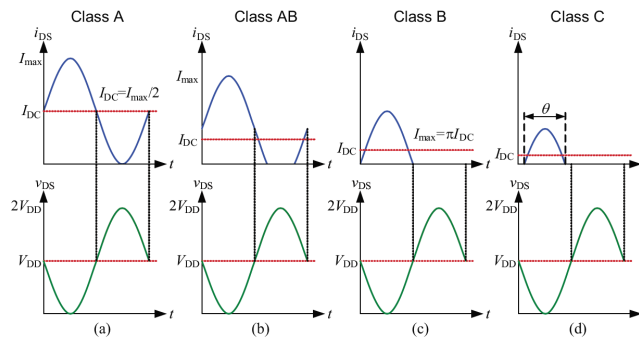 Class A
Class AB
Class B
Class C
iDS
iDS
iDS
iDS
Imax
IDC=Imax/2
IDC
t
Imax
IDC
t
Imax=πIDC
IDC
t
θ
IDC
t
vDS
vDS
vDS
vDS
2VDD
2VDD
2VDD
2VDD
VDD
VDD
VDD
VDD
t
t
t
t
(a)
(b)
(c)
(d)